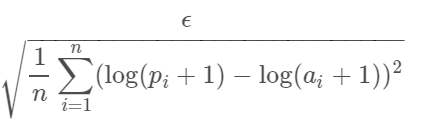 ϵ
√(1/n ∑_{i=1}^{n} (log(p_i + 1) − log(a_i + 1))^2)